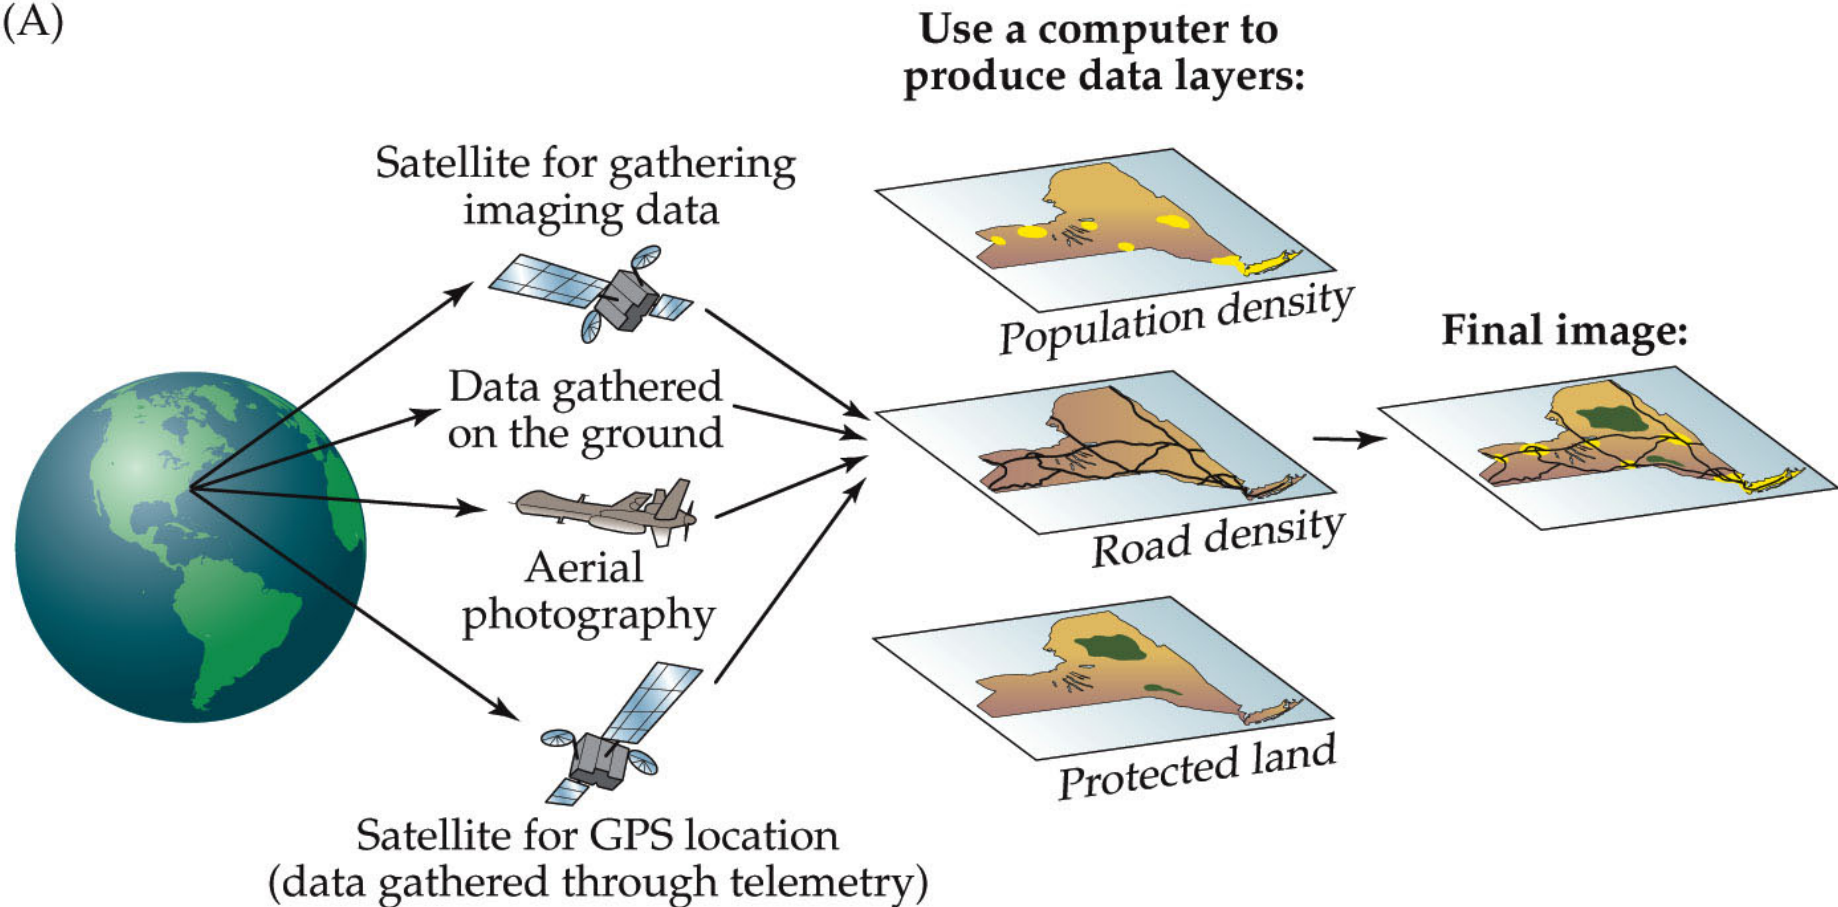 (A)
Use a computer to
produce data layers:
Satellite for gathering
imaging data
Data gathered
on the ground
Aerial
photography
Satellite for GPS location
(data gathered through telemetry)
Population density
Road density
Protected land
Final image: